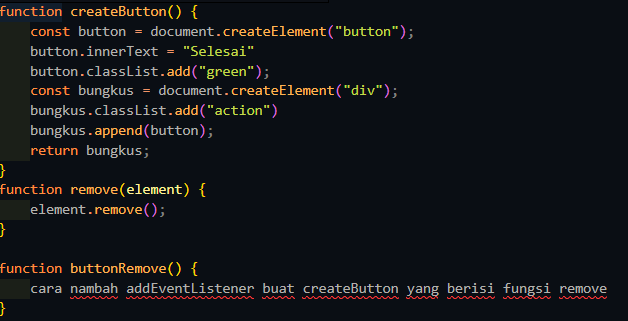 function createButton() {
const button = document.createElement("button");
button.innerText = "Selesai"
button.classList.add("green");
const bungkus = document.createElement("div");
bungkus.classList.add("action")
bungkus.append(button);
return bungkus;
}
function remove(element) {
element.remove();
}
function buttonRemove() {
cara nambah addEventListener buat createButton yang berisi fungsi remove
}